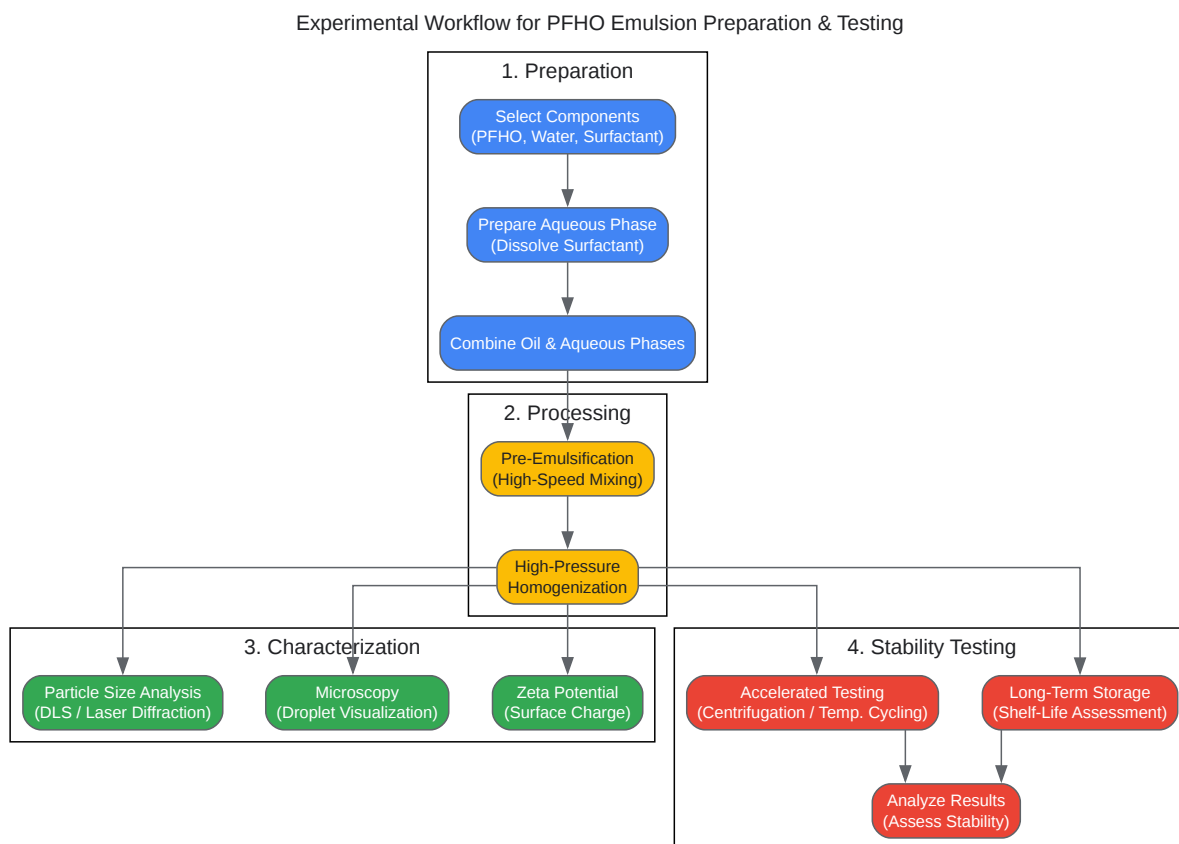 Experimental Workflow for PFHO Emulsion Preparation & Testing
1. Preparation
Select Components
(PFHO, Water, Surfactant)
Prepare Aqueous Phase
(Dissolve Surfactant)
Combine Oil & Aqueous Phases
2. Processing
Pre-Emulsification
(High-Speed Mixing)
High-Pressure
Homogenization
3. Characterization
Particle Size Analysis
(DLS / Laser Diffraction)
Microscopy
(Droplet Visualization)
Zeta Potential
(Surface Charge)
4. Stability Testing
Accelerated Testing
(Centrifugation / Temp. Cycling)
Long-Term Storage
(Shelf-Life Assessment)
Analyze Results
(Assess Stability)